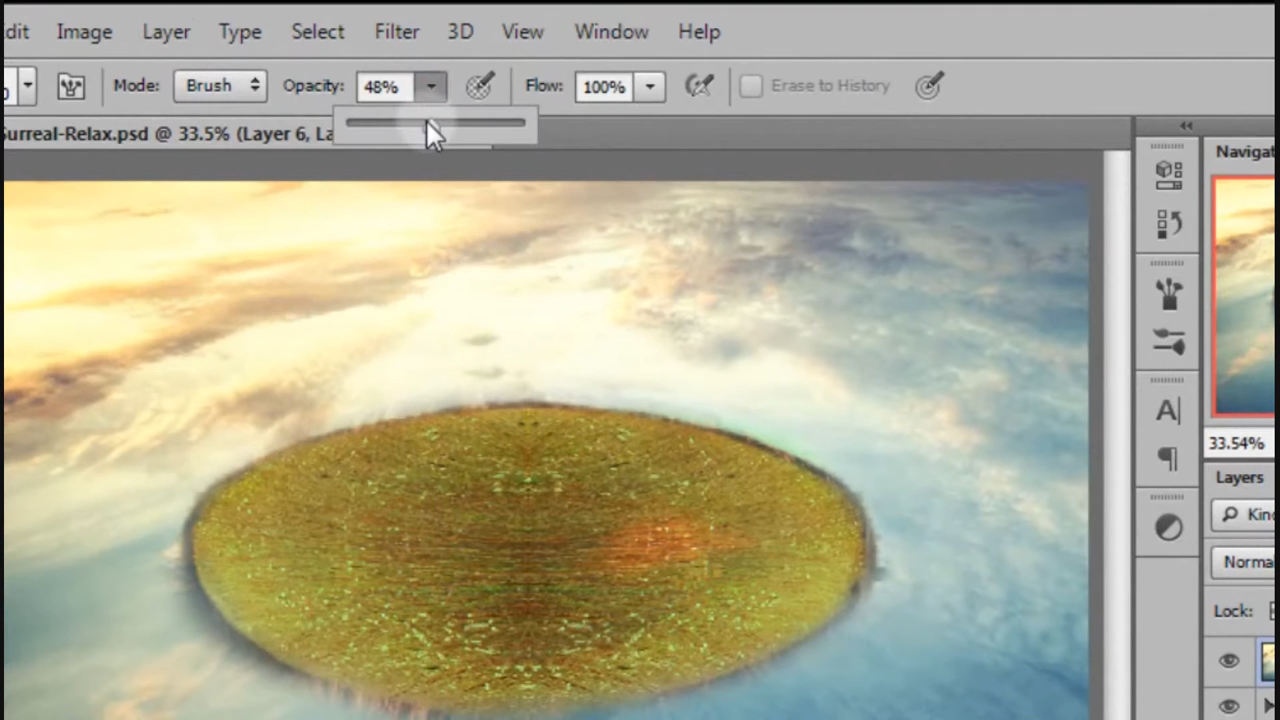 dit Image Layer Type Select Filter 3D View Window Help
Mode: Brush Opacity: 48% Flow: 100% Erase to History
Surreal-Relax.psd @ 33.5% (Layer 6, La
Navigat
33.54%
Layers
Kind
Norma
Lock: